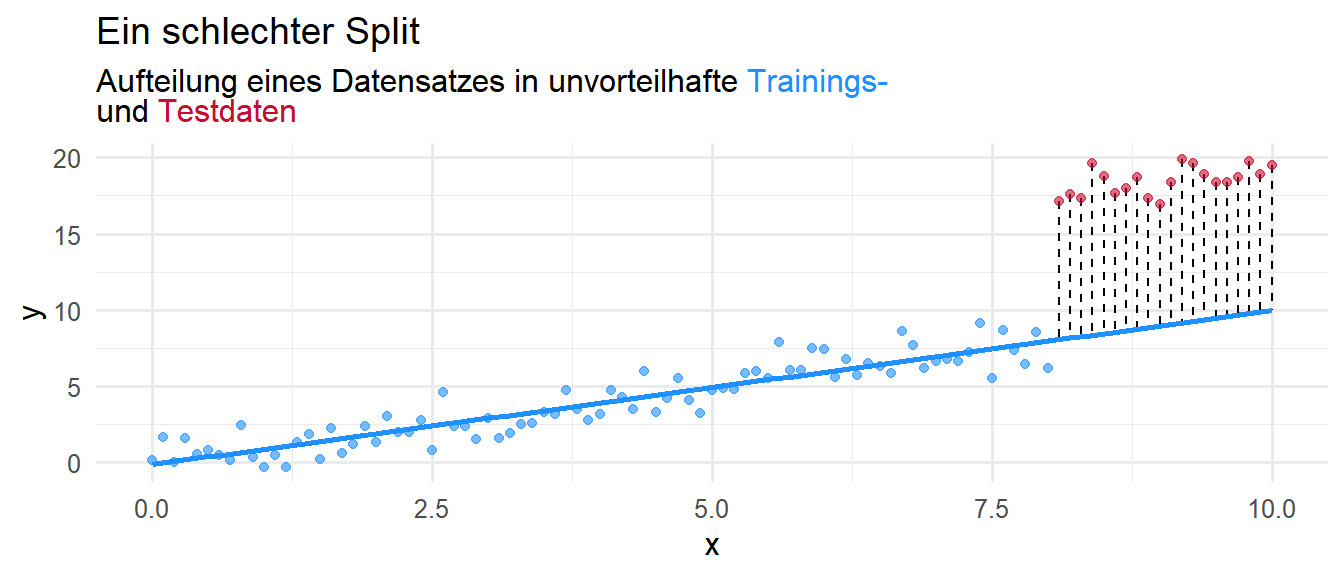 Ein schlechter Split
Aufteilung eines Datensatzes in unvorteilhafte Trainings-
und Testdaten
20
15
10
5
0
y
0.0 2.5 5.0 7.5 10.0
x